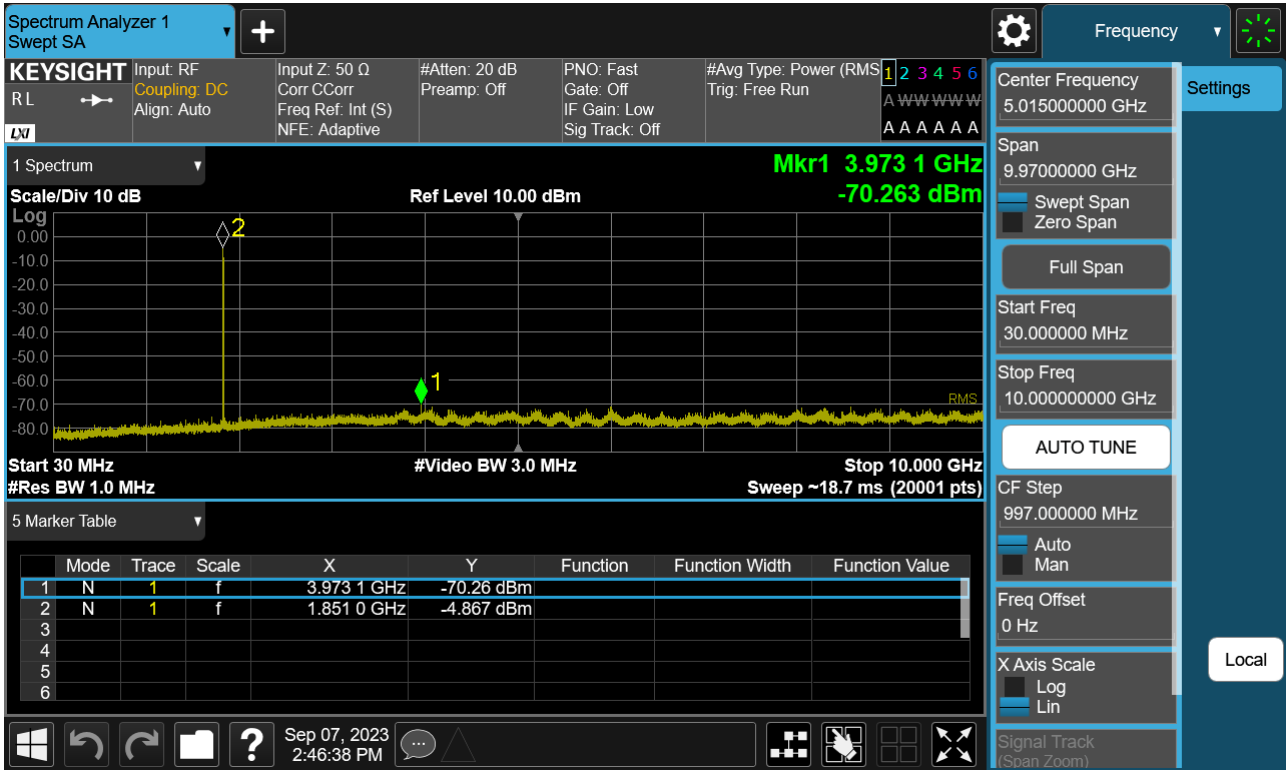 Spectrum Analyzer 1
Swept SA
+
Frequency
KEYSIGHT
R L
LXI
Input: RF
Coupling: DC
Align: Auto
Input Z: 50 Ω
Corr CCorr
Freq Ref: Int (S)
NFE: Adaptive
#Atten: 20 dB
Preamp: Off
PNO: Fast
Gate: Off
IF Gain: Low
Sig Track: Off
#Avg Type: Power (RMS
Trig: Free Run
1 2 3 4 5 6
A W W W W W
A A A A A A
1 Spectrum
Mkr1 3.973 1 GHz
-70.263 dBm
Scale/Div 10 dB
Ref Level 10.00 dBm
Log
0.00
-10.0
-20.0
-30.0
-40.0
-50.0
-60.0
-70.0
-80.0
2
1
RMS
Start 30 MHz
#Video BW 3.0 MHz
Stop 10.000 GHz
#Res BW 1.0 MHz
Sweep ~18.7 ms (20001 pts)
5 Marker Table
Mode Trace Scale X Y Function Function Width Function Value
1 N 1 f 3.973 1 GHz -70.26 dBm
2 N 1 f 1.851 0 GHz -4.867 dBm
3
4
5
6
?
Sep 07, 2023
2:46:38 PM
Center Frequency
5.015000000 GHz
Settings
Span
9.97000000 GHz
Swept Span
Zero Span
Full Span
Start Freq
30.000000 MHz
Stop Freq
10.000000000 GHz
AUTO TUNE
CF Step
997.000000 MHz
Auto
Man
Freq Offset
0 Hz
X Axis Scale
Log
Lin
Local
Signal Track
(Span Zoom)